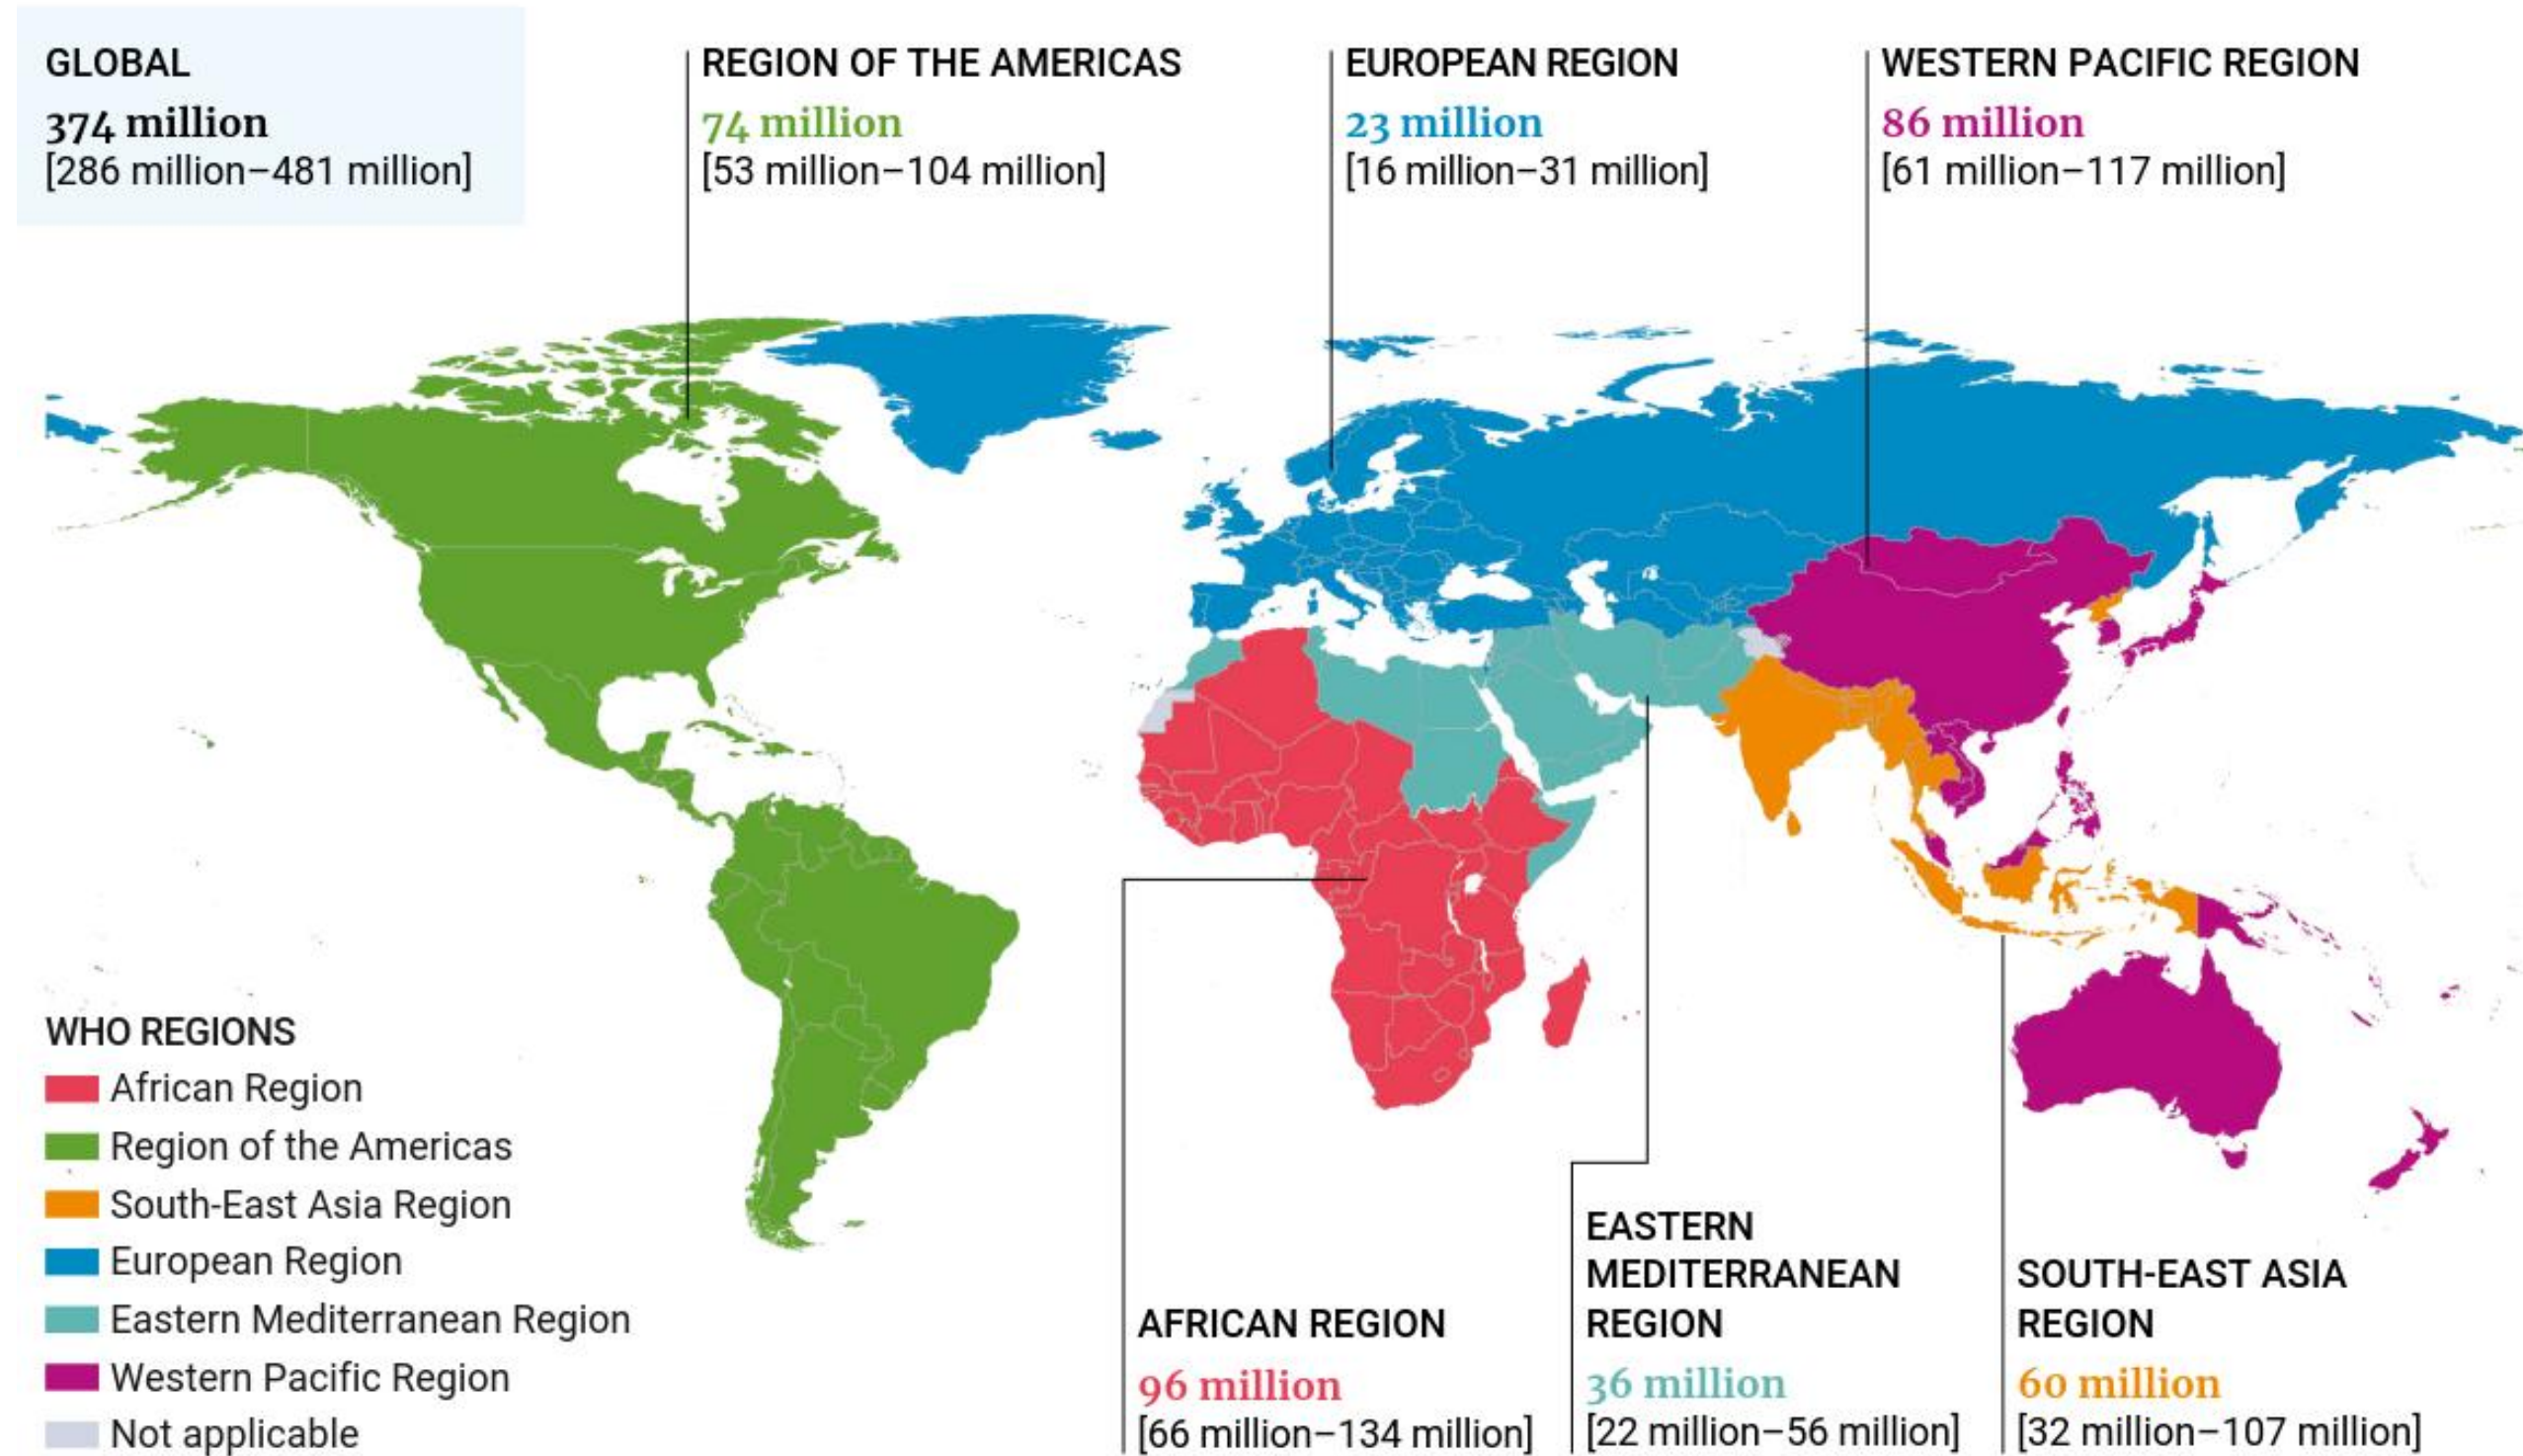 GLOBAL
374 million
[286 million–481 million]
REGION OF THE AMERICAS
74 million
[53 million–104 million]
EUROPEAN REGION
23 million
[16 million–31 million]
WESTERN PACIFIC REGION
86 million
[61 million–117 million]
WHO REGIONS
African Region
Region of the Americas
South-East Asia Region
European Region
Eastern Mediterranean Region
Western Pacific Region
Not applicable
AFRICAN REGION
96 million
[66 million–134 million]
EASTERN
MEDITERRANEAN
REGION
36 million
[22 million–56 million]
SOUTH-EAST ASIA
REGION
60 million
[32 million–107 million]